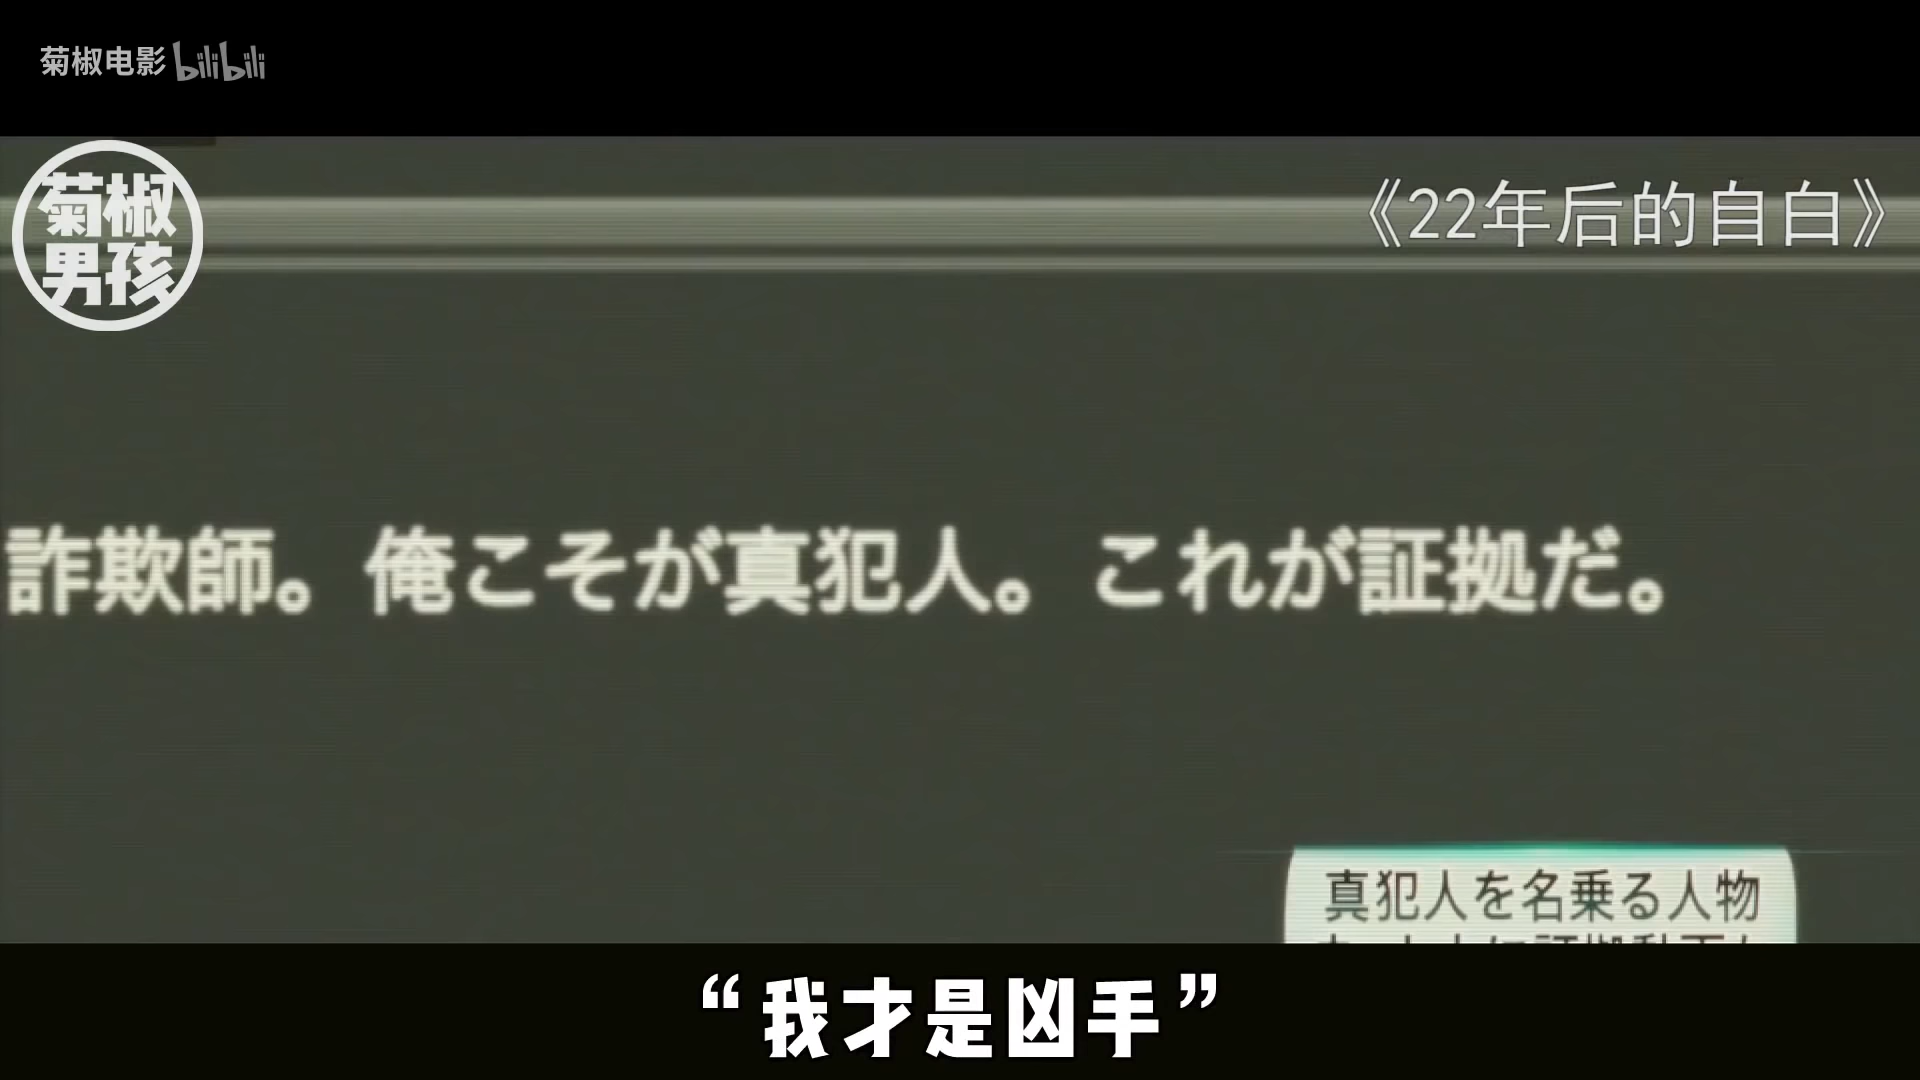 菊椒电影 bilibili
菊椒
男孩
《22年后的自白》
詐欺師。俺こそが真犯人。これが証拠だ。
真犯人を名乗る人物
“我才是凶手”